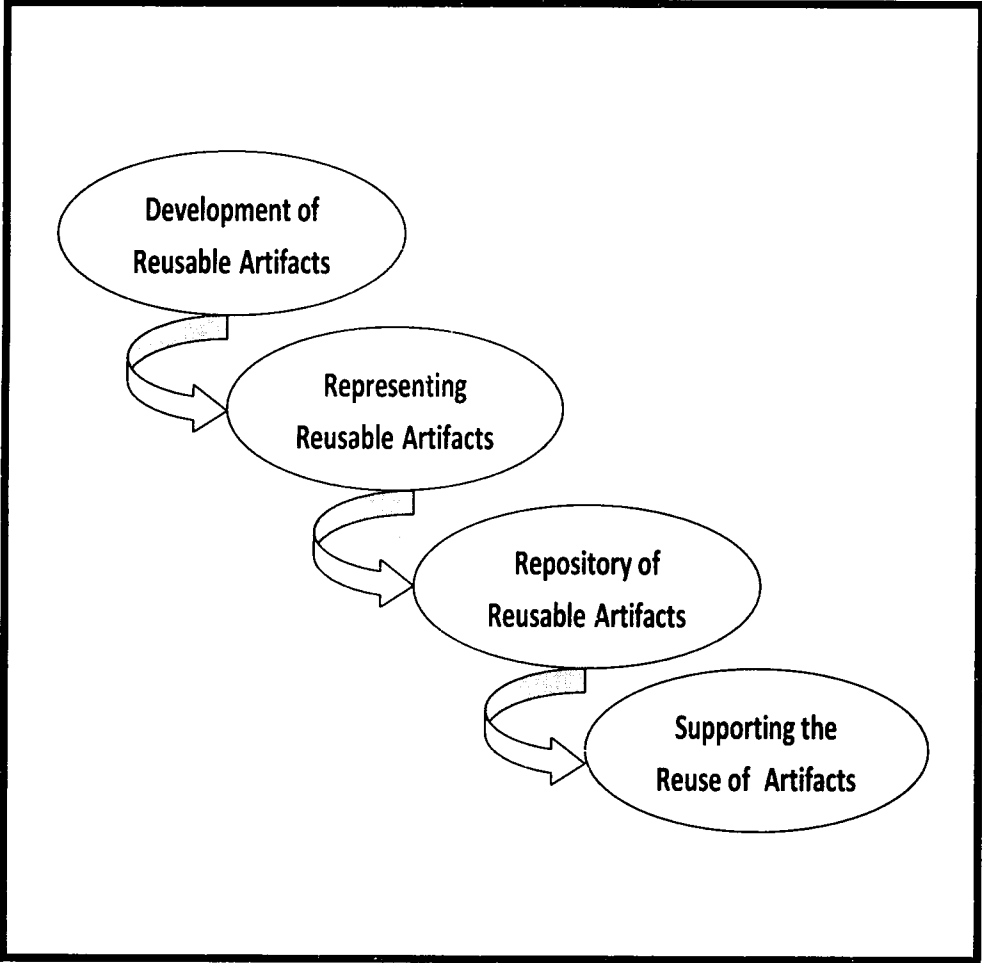 Development of
Reusable Artifacts
Representing
Reusable Artifacts
Repository of
Reusable Artifacts
Supporting the
Reuse of Artifacts